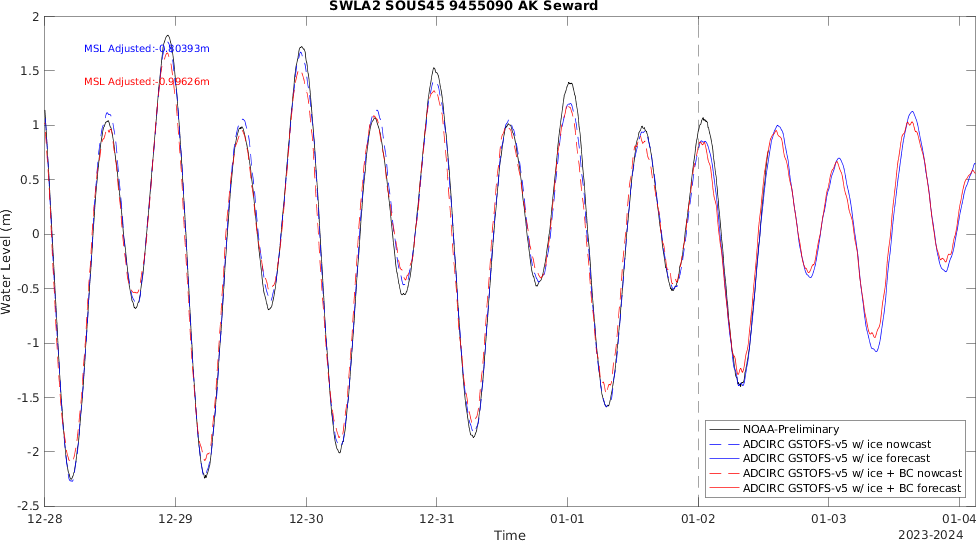 SWLA2 SOUS45 9455090 AK Seward
MSL Adjusted:-0.80393m
MSL Adjusted:-0.99626m
Water Level (m)
2
1.5
1
0.5
0
-0.5
-1
-1.5
-2
-2.5
NOAA-Preliminary
ADCIRC GSTOFS-v5 w/ ice nowcast
ADCIRC GSTOFS-v5 w/ ice forecast
ADCIRC GSTOFS-v5 w/ ice + BC nowcast
ADCIRC GSTOFS-v5 w/ ice + BC forecast
12-28 12-29 12-30 12-31 01-01 01-02 01-03 01-04
Time
2023-2024